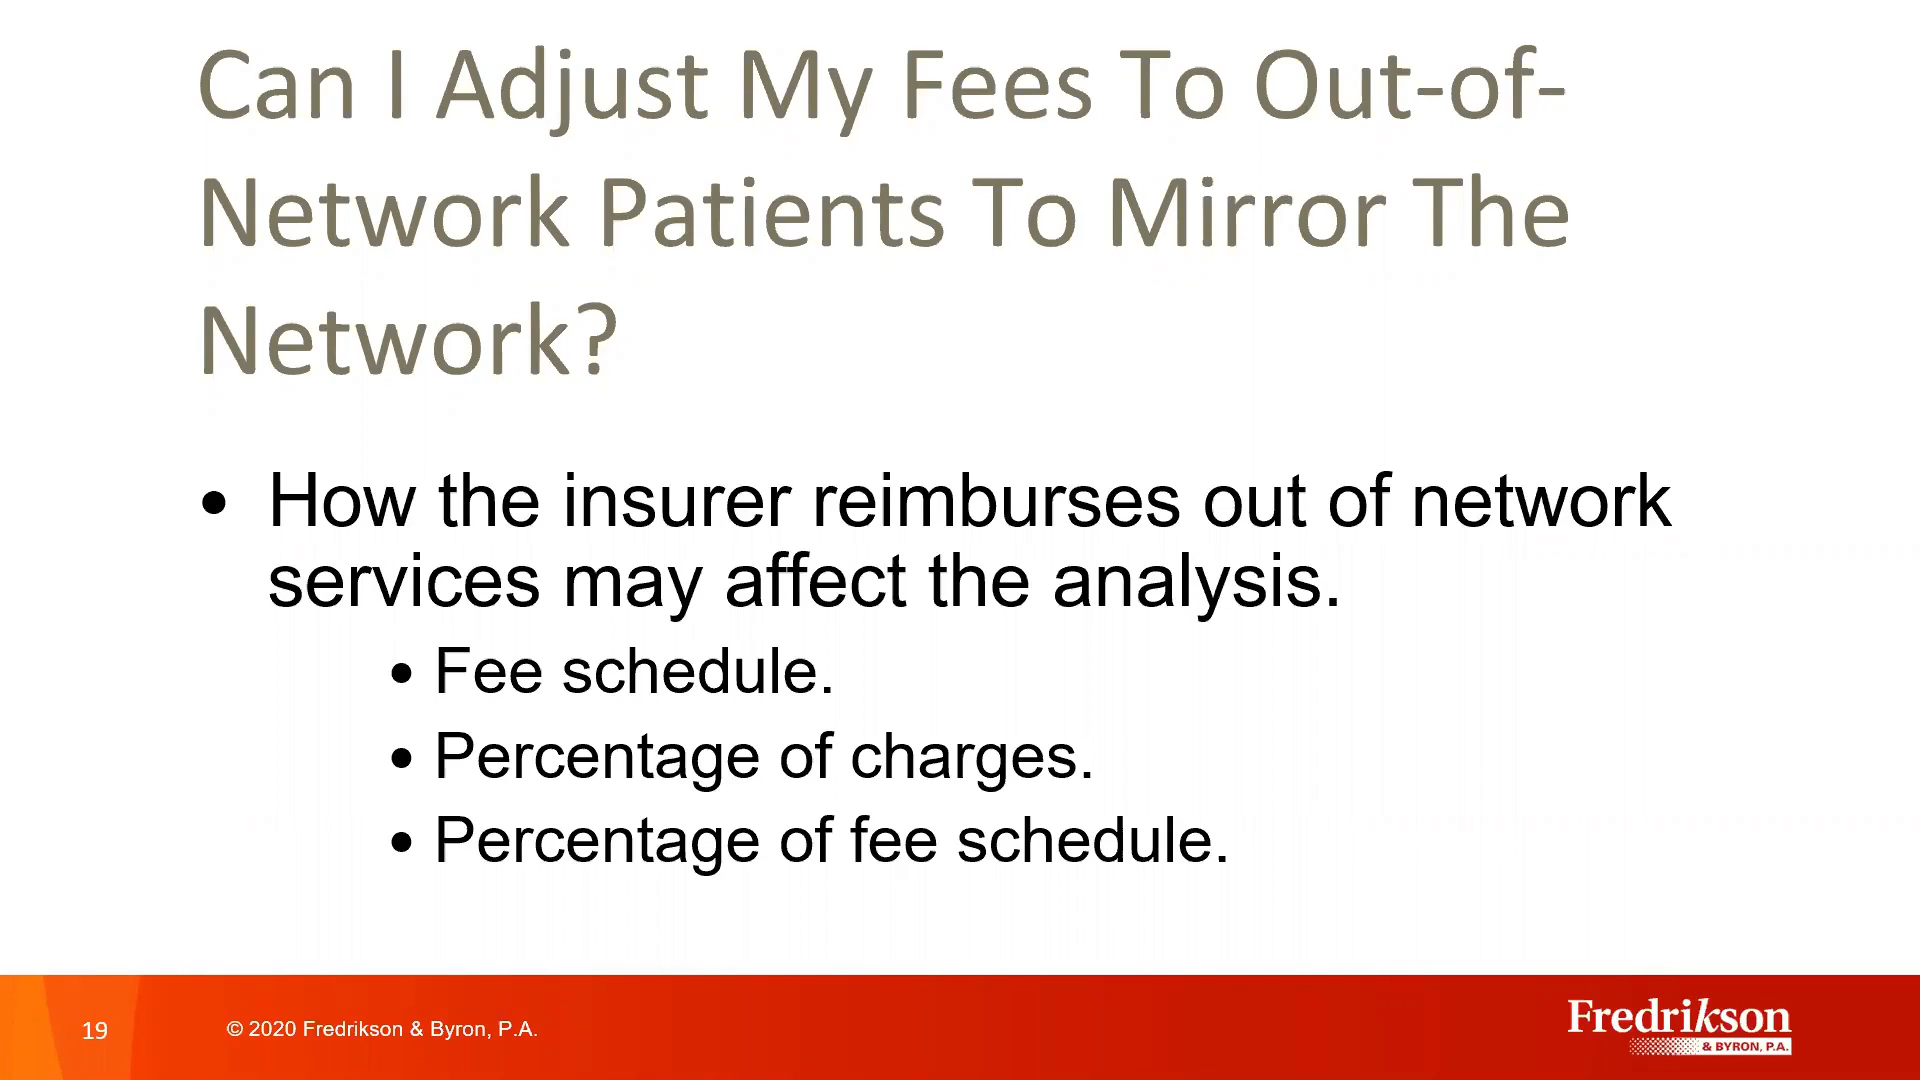 Can I Adjust My Fees To Out-of-
Network Patients To Mirror The
Network?
• How the insurer reimburses out of network
services may affect the analysis.
• Fee schedule.
• Percentage of charges.
• Percentage of fee schedule.
19
© 2020 Fredrikson & Byron, P.A.
Fredrikson
& BYRON, P.A.